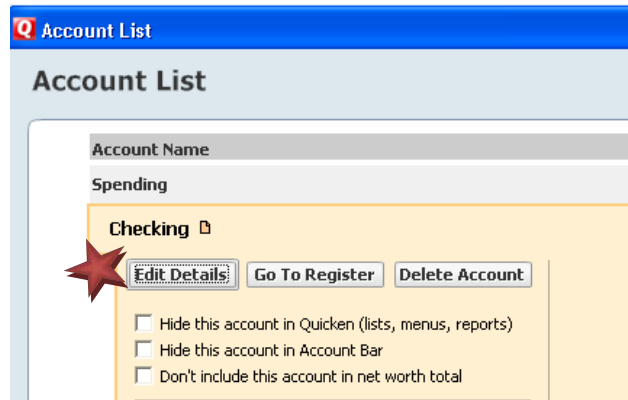 Q Account List
Account List
Account Name
Spending
Checking
Edit Details Go To Register Delete Account
Hide this account in Quicken (lists, menus, reports)
Hide this account in Account Bar
Don't include this account in net worth total